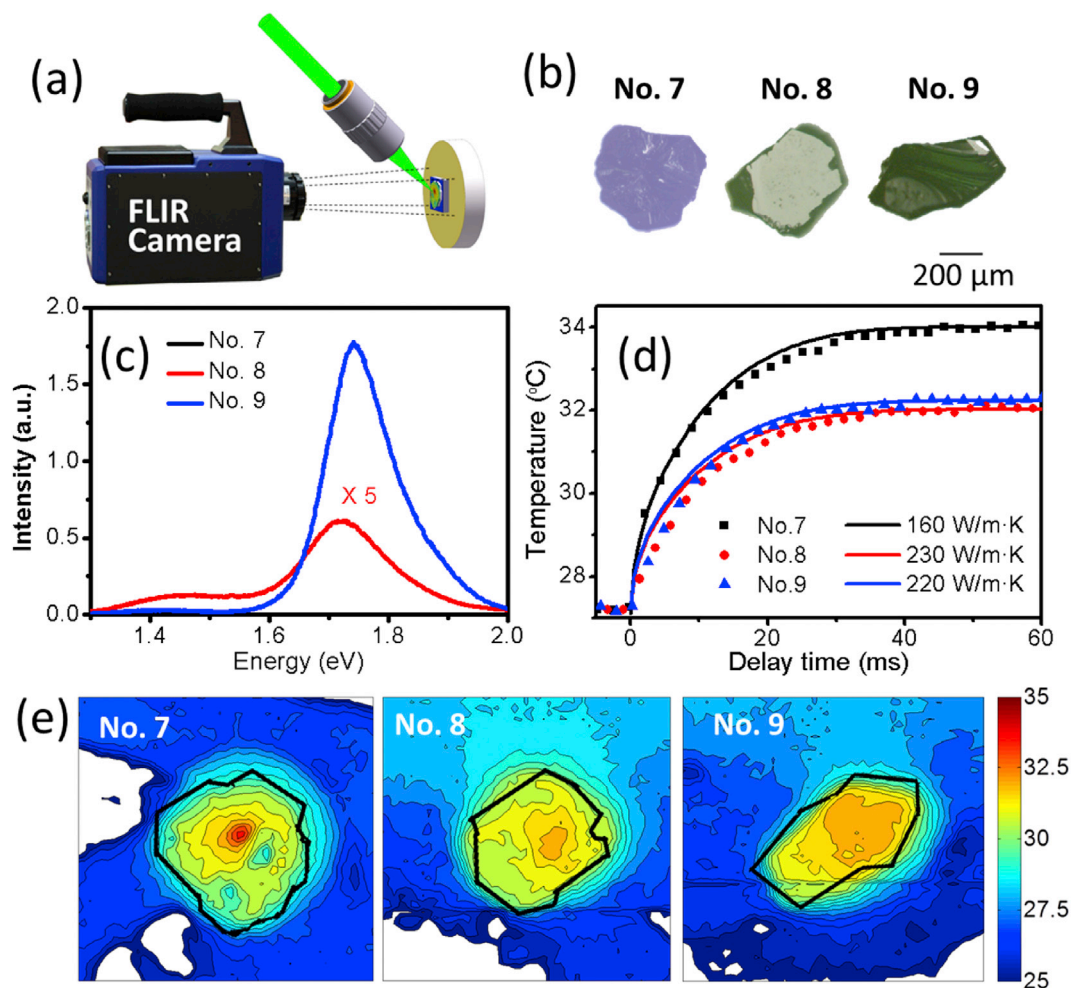 (a)
FLIR
Camera
(b)
No. 7
No. 8
No. 9
200 μm
(c)
No. 7
No. 8
No. 9
X 5
Intensity (a.u.)
2.0
1.5
1.0
0.5
0.0
1.4
1.6
1.8
2.0
Energy (eV)
(d)
Temperature (°C)
34
32
30
28
No.7
160 W/m·K
No.8
230 W/m·K
No.9
220 W/m·K
0
20
40
60
Delay time (ms)
(e)
No. 7
No. 8
No. 9
35
32.5
30
27.5
25